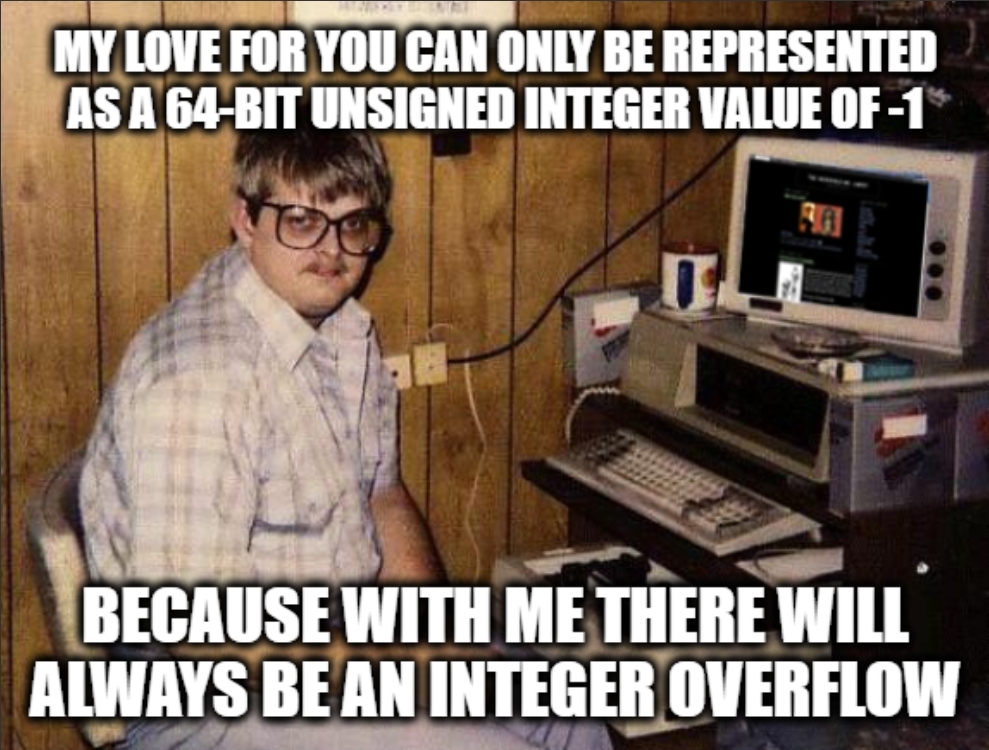 MY LOVE FOR YOU CAN ONLY BE REPRESENTED
AS A 64-BIT UNSIGNED INTEGER VALUE OF -1
BECAUSE WITH ME THERE WILL
ALWAYS BE AN INTEGER OVERFLOW